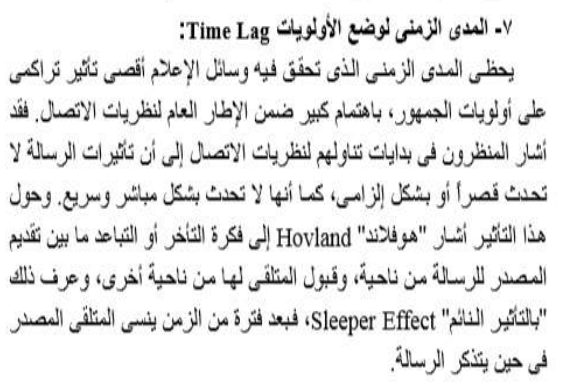 ٧- المدى الزمنى لوضع الأولويات Time Lag:
يحظى المدى الزمنى الذى تحقق فيه وسائل الإعلام أقصى تأثير تراكمى
على أولويات الجمهور، باهتمام كبير ضمن الإطار العام لنظريات الاتصال. فقد
أشار المنظرون فى بدايات تناولهم لنظريات الاتصال إلى أن تأثيرات الرسالة لا
تحدث قصراً أو بشكل إلزامى، كما أنها لا تحدث بشكل مباشر وسريع. وحول
هذا التأثير أشار "هوفلاند" Hovland إلى فكرة التأخر أو التباعد ما بين تقديم
المصدر للرسالة من ناحية، وقبول المتلقى لها من ناحية أخرى، وعرف ذلك
"بالتأثير النائم" Sleeper Effect، فبعد فترة من الزمن ينسى المتلقى المصدر
فى حين يتذكر الرسالة.